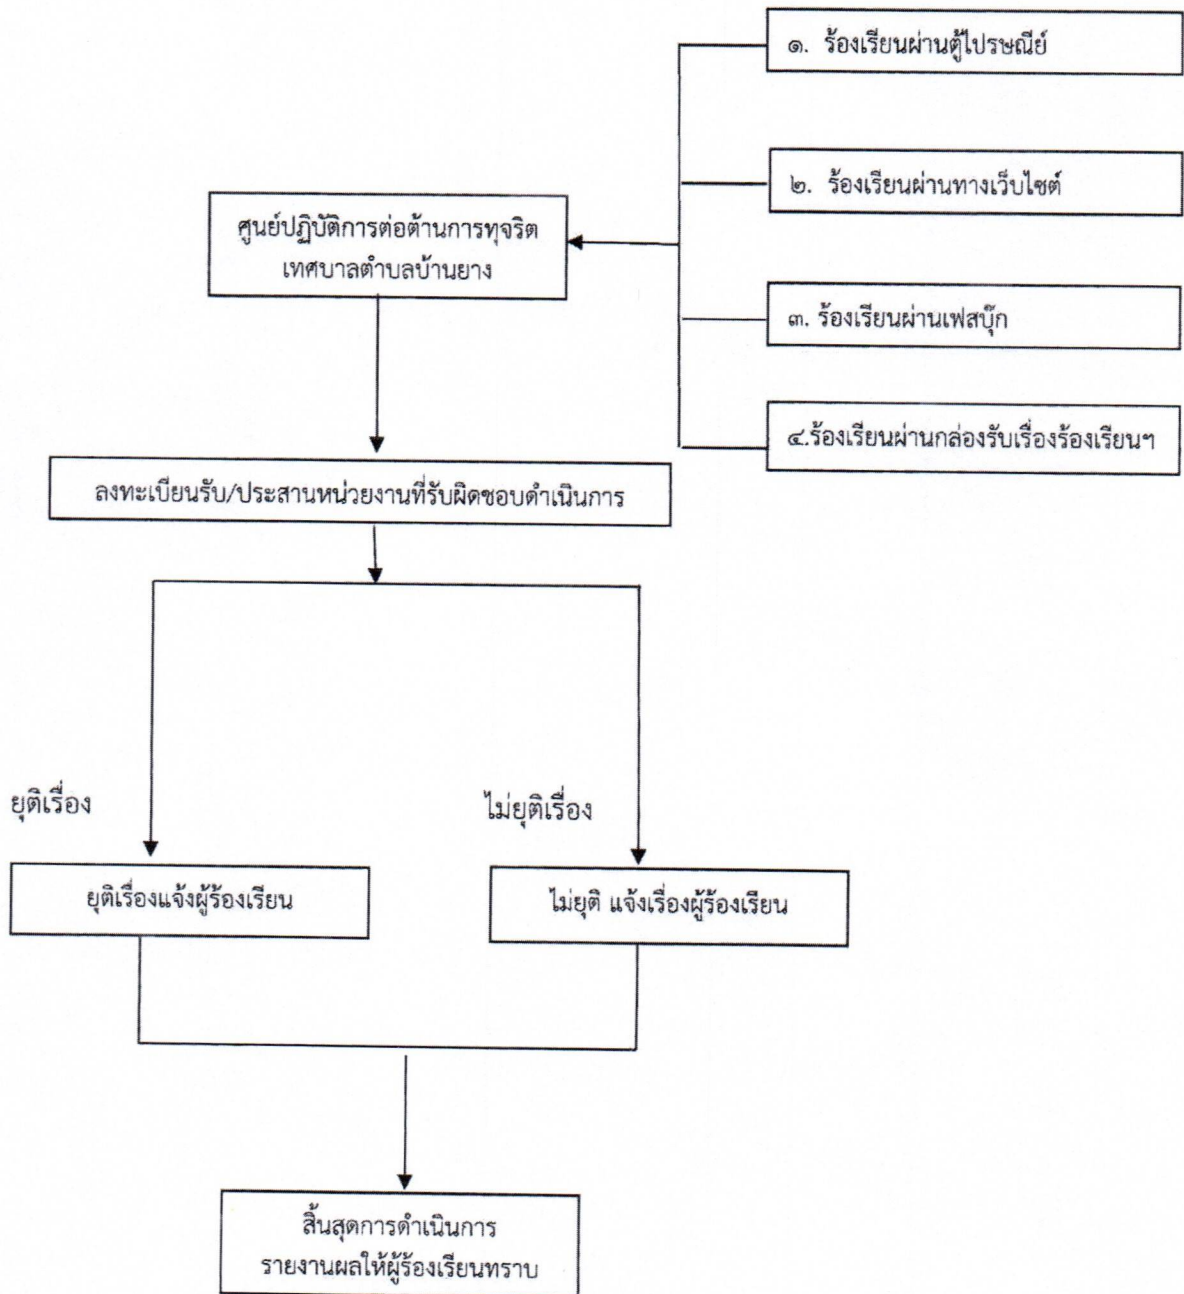 ๑. ร้องเรียนผ่านตู้ไปรษณีย์
๒. ร้องเรียนผ่านทางเว็บไซต์
ศูนย์ปฏิบัติการต่อต้านการทุจริต
เทศบาลตำบลบ้านยาง
๓. ร้องเรียนผ่านเฟสบุ๊ก
๔.ร้องเรียนผ่านกล่องรับเรื่องร้องเรียนฯ
ลงทะเบียนรับ/ประสานหน่วยงานที่รับผิดชอบดำเนินการ
ยุติเรื่อง
ไม่ยุติเรื่อง
ยุติเรื่องแจ้งผู้ร้องเรียน
ไม่ยุติ แจ้งเรื่องผู้ร้องเรียน
สิ้นสุดการดำเนินการ
รายงานผลให้ผู้ร้องเรียนทราบ